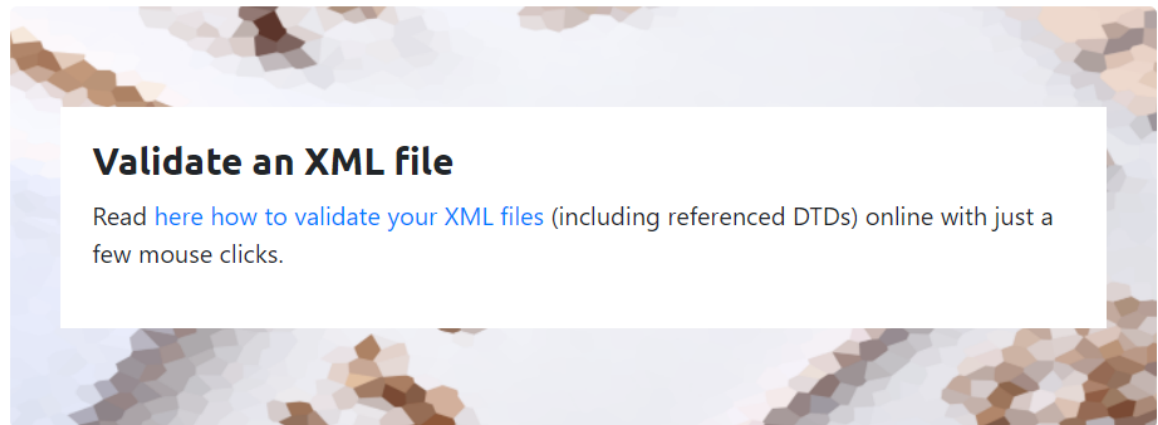 Validate an XML file
Read here how to validate your XML files (including referenced DTDs) online with just a
few mouse clicks.